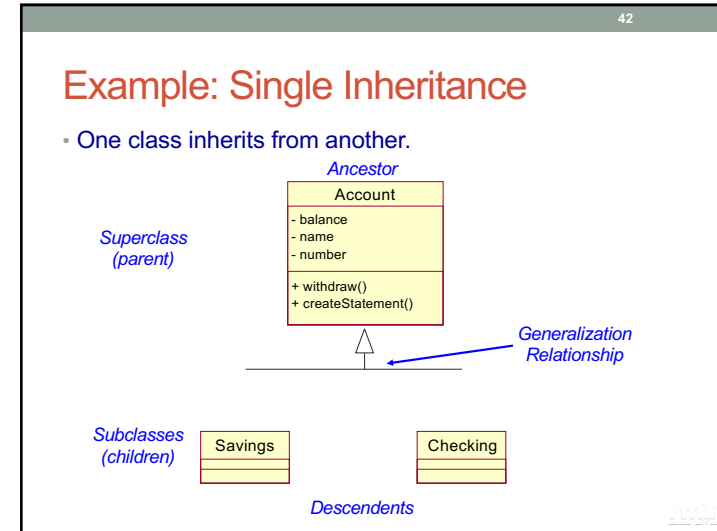 42
Example: Single Inheritance
• One class inherits from another.
Ancestor
Account
- balance
- name
- number
+ withdraw()
+ createStatement()
Superclass
(parent)
Generalization
Relationship
Subclasses
(children)
Savings
Checking
Descendents